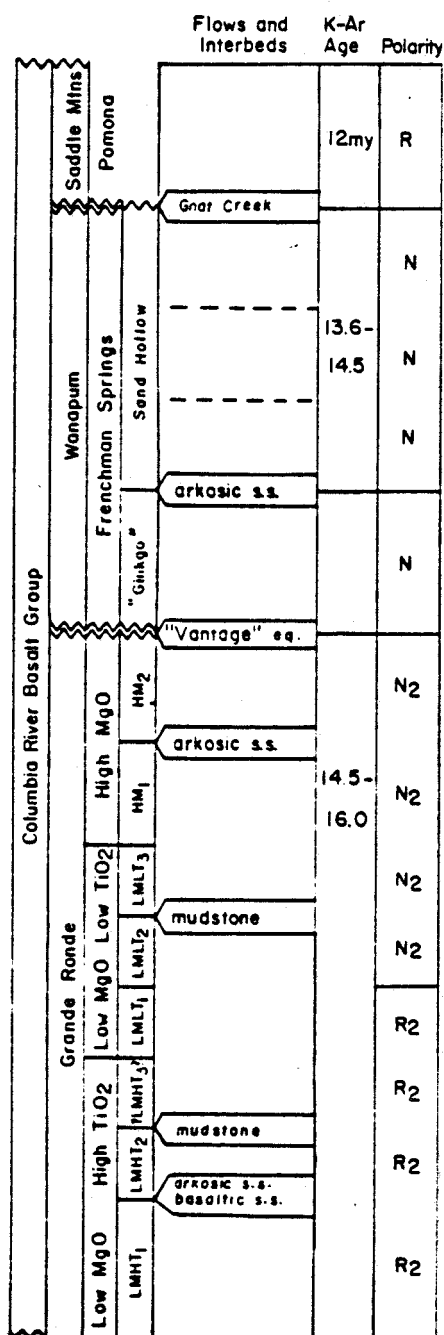 Flows and Interbeds
K-Ar Age
Polarity
Columbia River Basalt Group
Saddle Mtns
Pomona
12my
R
Gnat Creek
Wanapum
Frenchman Springs
Sand Hollow
N
13.6-
14.5
N
N
arkosic s.s.
"Ginkgo"
N
"Vantage" eq.
Grande Ronde
High MgO
HM2
N2
arkosic s.s.
HM1
14.5-
16.0
N2
Low MgO Low TiO2
LMLT3
N2
mudstone
LMLT2
N2
LMLT1
R2
Low MgO High TiO2
?LMHT3?
R2
mudstone
LMHT2
R2
arkosic s.s.-
basaltic s.s.
LMHT1
R2